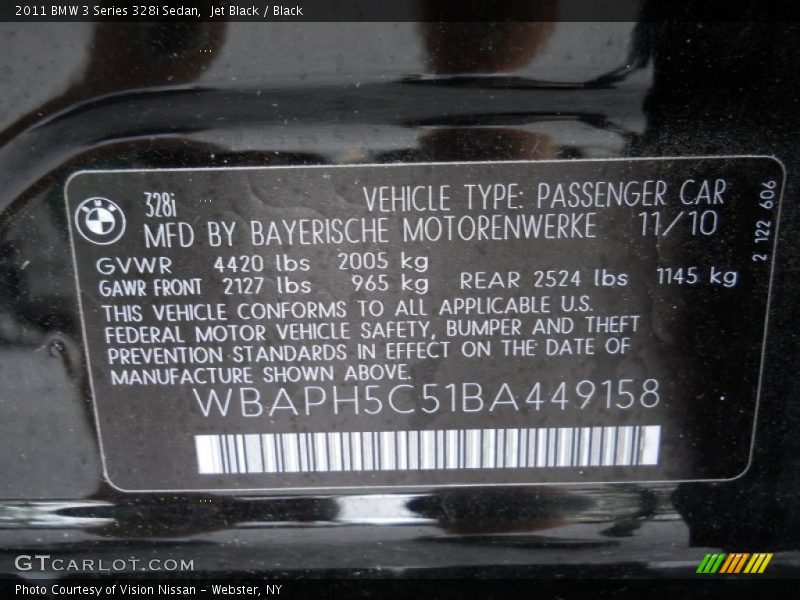 2011 BMW 3 Series 328i Sedan, Jet Black / Black
328i VEHICLE TYPE: PASSENGER CAR
MFD BY BAYERISCHE MOTORENWERKE 11/10
GVWR 4420 lbs 2005 kg
GAWR FRONT 2127 lbs 965 kg REAR 2524 lbs 1145 kg
THIS VEHICLE CONFORMS TO ALL APPLICABLE U.S.
FEDERAL MOTOR VEHICLE SAFETY, BUMPER AND THEFT
PREVENTION STANDARDS IN EFFECT ON THE DATE OF
MANUFACTURE SHOWN ABOVE.
WBAPH5C51BA449158
2 122 606
BMW
GTCARLOT.COM
Photo Courtesy of Vision Nissan - Webster, NY